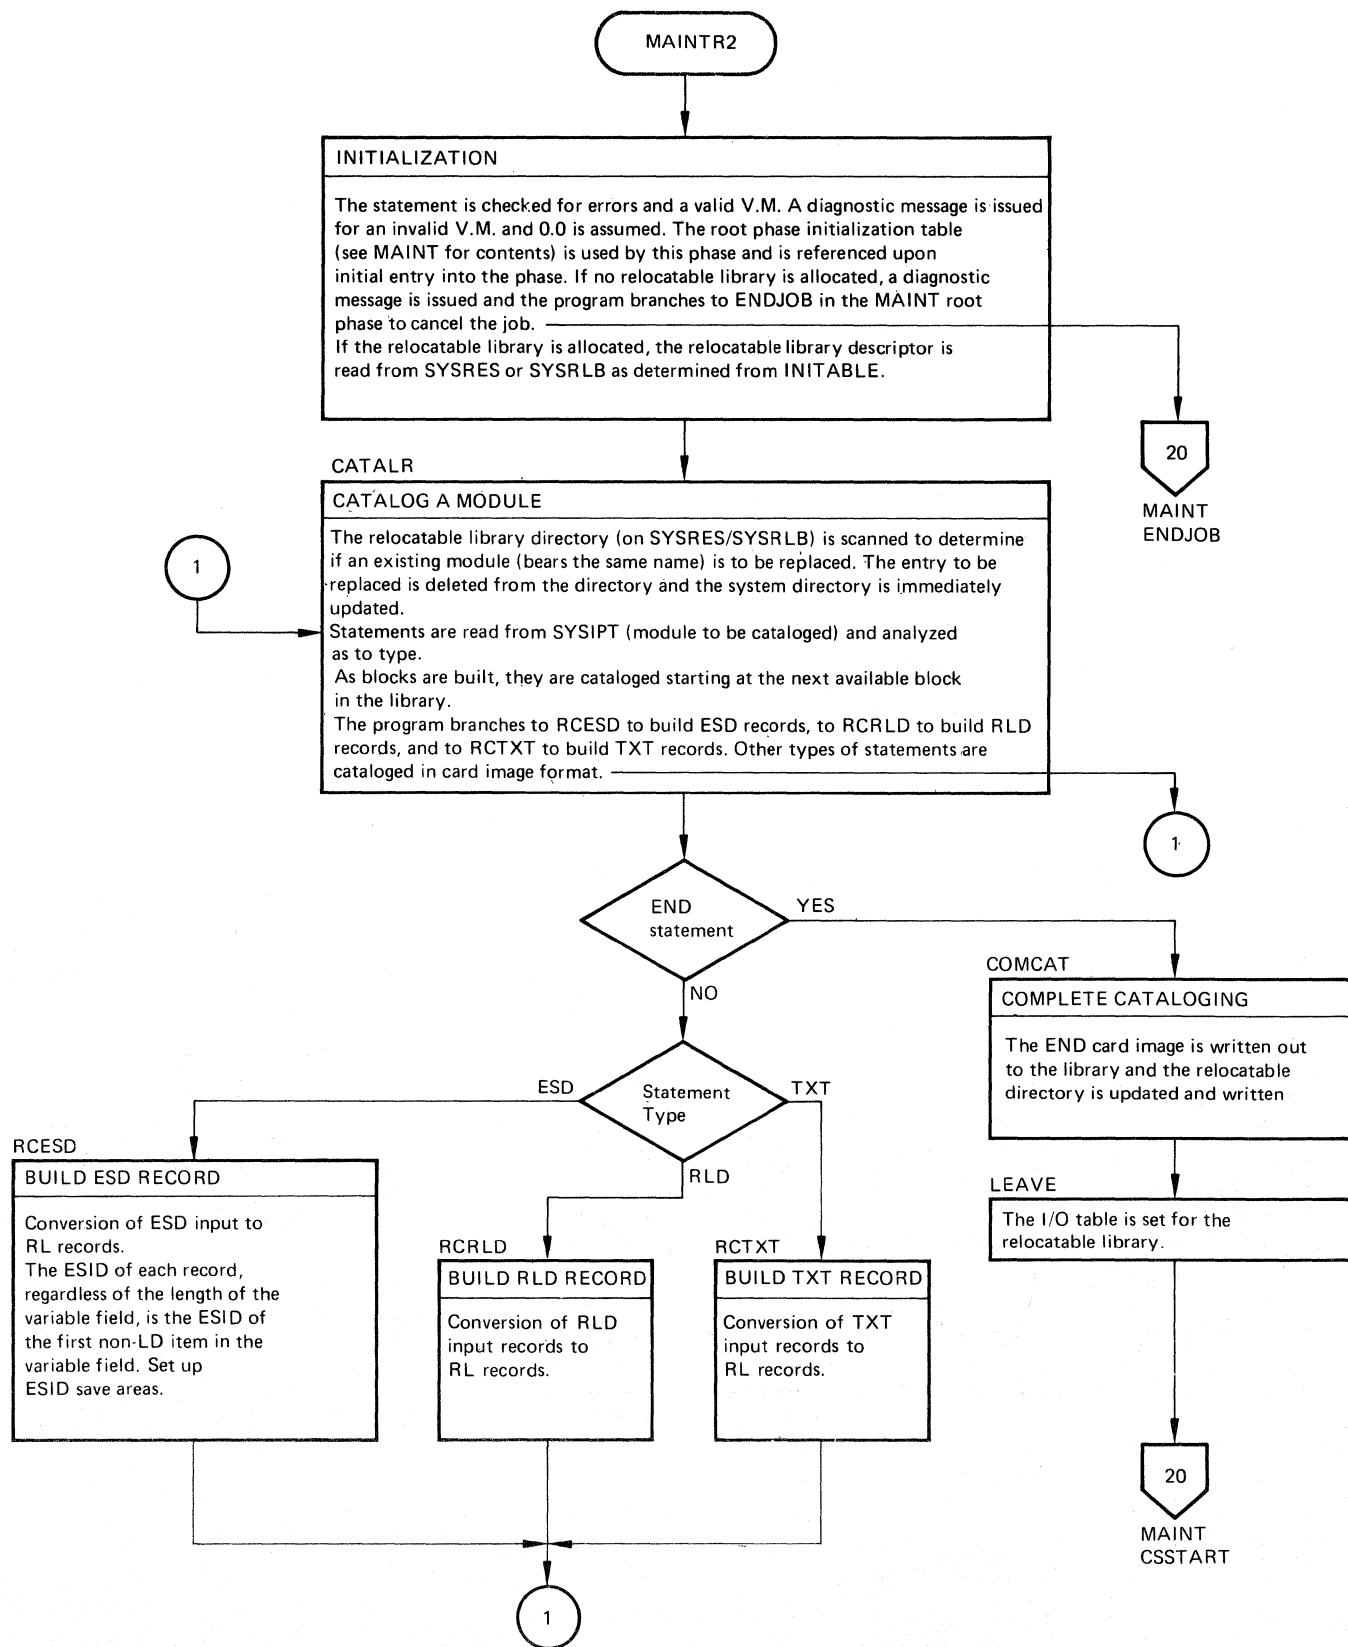 MAINTR2
INITIALIZATION
The statement is checked for errors and a valid V.M. A diagnostic message is issued
for an invalid V.M. and 0.0 is assumed. The root phase initialization table
(see MAINT for contents) is used by this phase and is referenced upon
initial entry into the phase. If no relocatable library is allocated, a diagnostic
message is issued and the program branches to ENDJOB in the MAINT root
phase to cancel the job.
If the relocatable library is allocated, the relocatable library descriptor is
read from SYSRES or SYSRLB as determined from INITABLE.
20
MAINT
ENDJOB
CATALR
CATALOG A MODULE
The relocatable library directory (on SYSRES/SYSRLB) is scanned to determine
if an existing module (bears the same name) is to be replaced. The entry to be
replaced is deleted from the directory and the system directory is immediately
updated.
Statements are read from SYSIPT (module to be cataloged) and analyzed
as to type.
As blocks are built, they are cataloged starting at the next available block
in the library.
The program branches to RCESD to build ESD records, to RCRLD to build RLD
records, and to RCTXT to build TXT records. Other types of statements are
cataloged in card image format.
1
1
END
statement
YES
NO
COMCAT
COMPLETE CATALOGING
The END card image is written out
to the library and the relocatable
directory is updated and written
Statement
Type
ESD
TXT
RLD
RCESD
BUILD ESD RECORD
Conversion of ESD input to
RL records.
The ESID of each record,
regardless of the length of the
variable field, is the ESID of
the first non-LD item in the
variable field. Set up
ESID save areas.
RCRLD
BUILD RLD RECORD
Conversion of RLD
input records to
RL records.
RCTXT
BUILD TXT RECORD
Conversion of TXT
input records to
RL records.
LEAVE
The I/O table is set for the
relocatable library.
20
MAINT
CSSTART
1